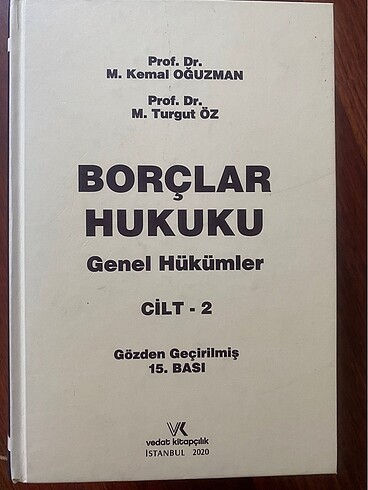 Prof. Dr.
M. Kemal OĞUZMAN
Prof. Dr.
M. Turgut ÖZ
BORÇLAR
HUKUKU
Genel Hükümler
CİLT - 2
Gözden Geçirilmiş
15. BASI
VK
vedat kitapçılık
İSTANBUL 2020